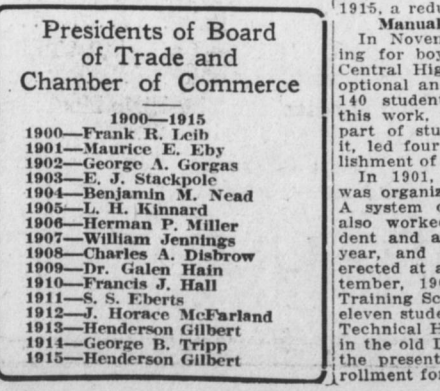 Presidents of Board
of Trade and
Chamber of Commerce
1900—1915
1900—Frank R. Leib
1901—Maurice E. Eby
1902—George A. Gorgas
1903—E. J. Stackpole
1904—Benjamin M. Nead
1905—L. H. Kinnard
1906—Herman P. Miller
1907—William Jennings
1908—Charles A. Disbrow
1909—Dr. Galen Hain
1910—Francis J. Hall
1911—S. S. Eberts
1912—J. Horace McFarland
1913—Henderson Gilbert
1914—George B. Tripp
1915—Henderson Gilbert
1915, a redu
Manual
In Novem
ing for boy
Central Hig
optional an
140 studen
this work.
part of stu
it, led four
lishment of
In 1901,
was organiz
A system o
also worke
dent and a
year, and
erected at a
tember, 19
Training Sc
eleven stude
Technical H
in the old D
the present
rollment fo